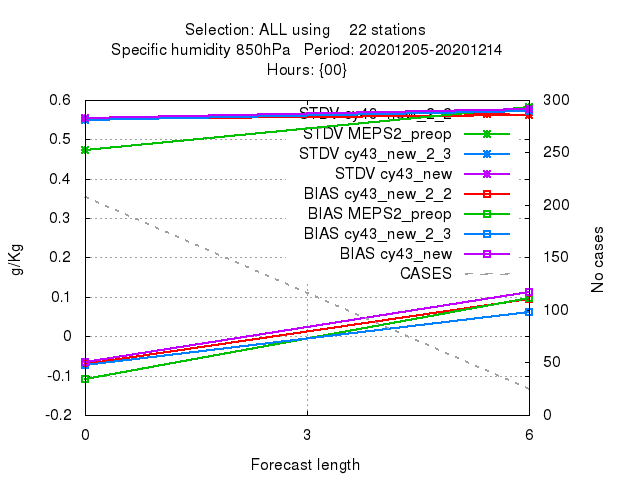 Selection: ALL using 22 stations
Specific humidity 850hPa Period: 20201205-20201214
Hours: {00}
0.6
0.5
0.4
0.3
0.2
0.1
0
-0.1
-0.2
g/Kg
STDV cy43_new_2_2
STDV MEPS2_preop
STDV cy43_new_2_3
STDV cy43_new
BIAS cy43_new_2_2
BIAS MEPS2_preop
BIAS cy43_new_2_3
BIAS cy43_new
CASES
300
250
200
150
100
50
0
No cases
0 3 6
Forecast length